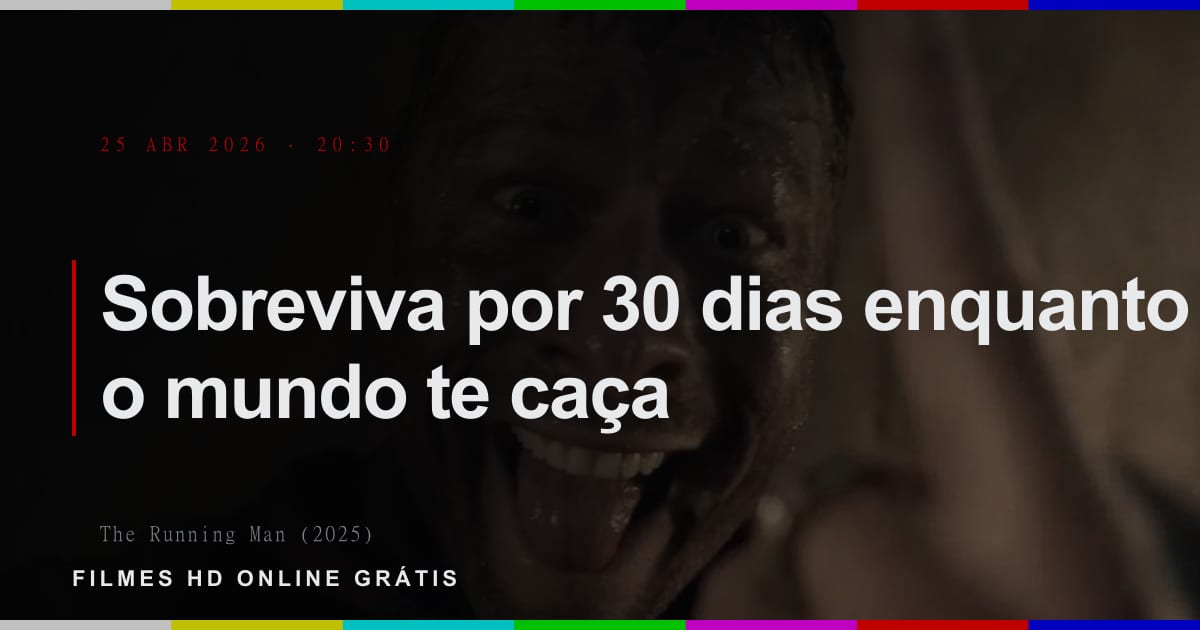 25 ABR 2026 · 20:30
Sobreviva por 30 dias enquanto
o mundo te caça
The Running Man (2025)
FILMES HD ONLINE GRÁTIS